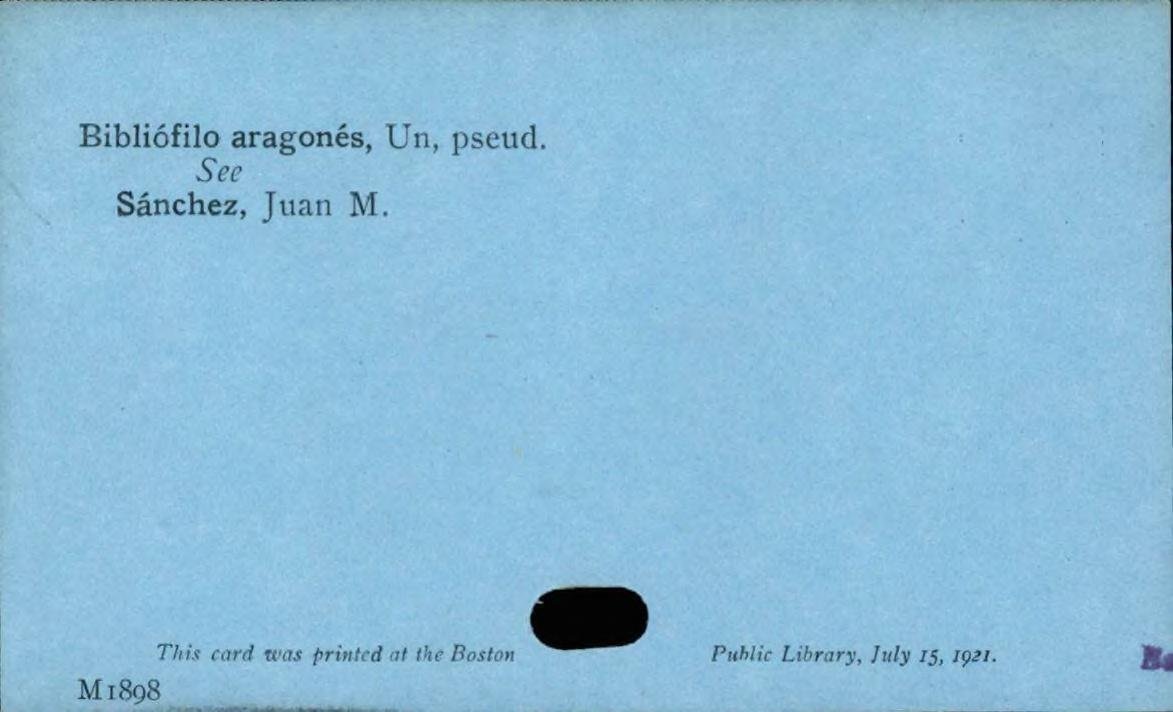 Bibliófilo aragonés, Un, pseud.
See
Sánchez, Juan M.
This card was printed at the Boston Public Library, July 15, 1921.
M1898